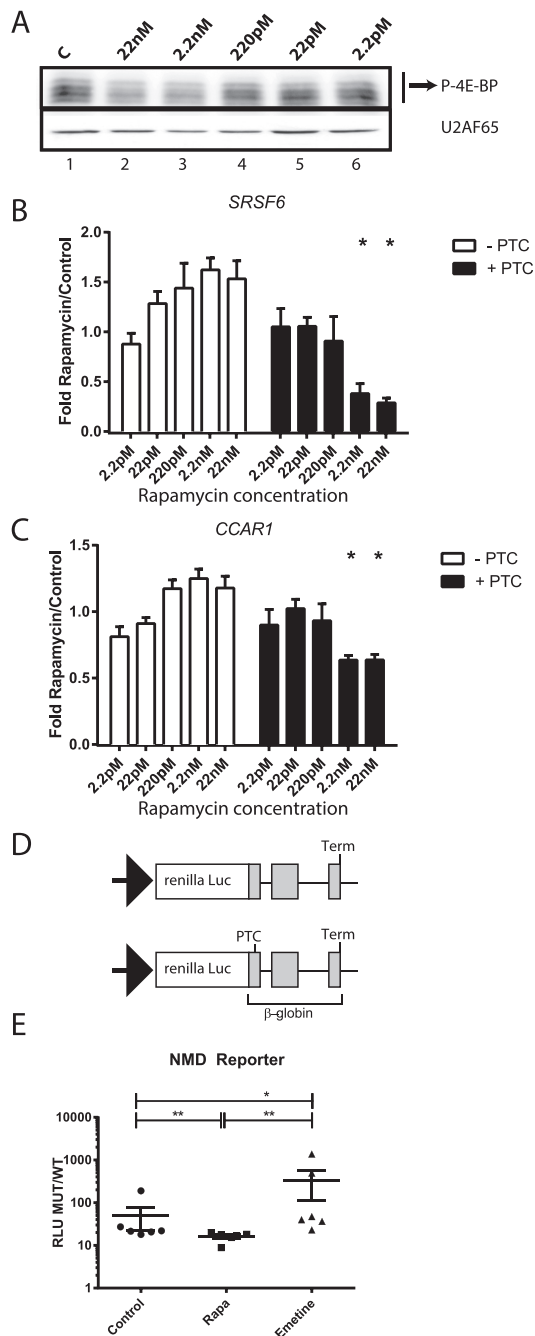 A
C 22nM 2.2nM 220pM 22pM 2.2pM
P-4E-BP
U2AF65
1 2 3 4 5 6
B
SRSF6
Fold Rapamycin/Control
2.0
1.5
1.0
0.5
0.0
* *
- PTC
+ PTC
2.2pM 22pM 220pM 2.2nM 22nM 2.2pM 22pM 220pM 2.2nM 22nM
Rapamycin concentration
C
CCAR1
Fold Rapamycin/Control
1.5
1.0
0.5
0.0
* *
- PTC
+ PTC
2.2pM 22pM 220pM 2.2nM 22nM 2.2pM 22pM 220pM 2.2nM 22nM
Rapamycin concentration
D
Term
renilla Luc
PTC Term
renilla Luc
β-globin
E
NMD Reporter
*
** **
RLU MUT/WT
10000
1000
100
10
1
Control Rapa Emetine